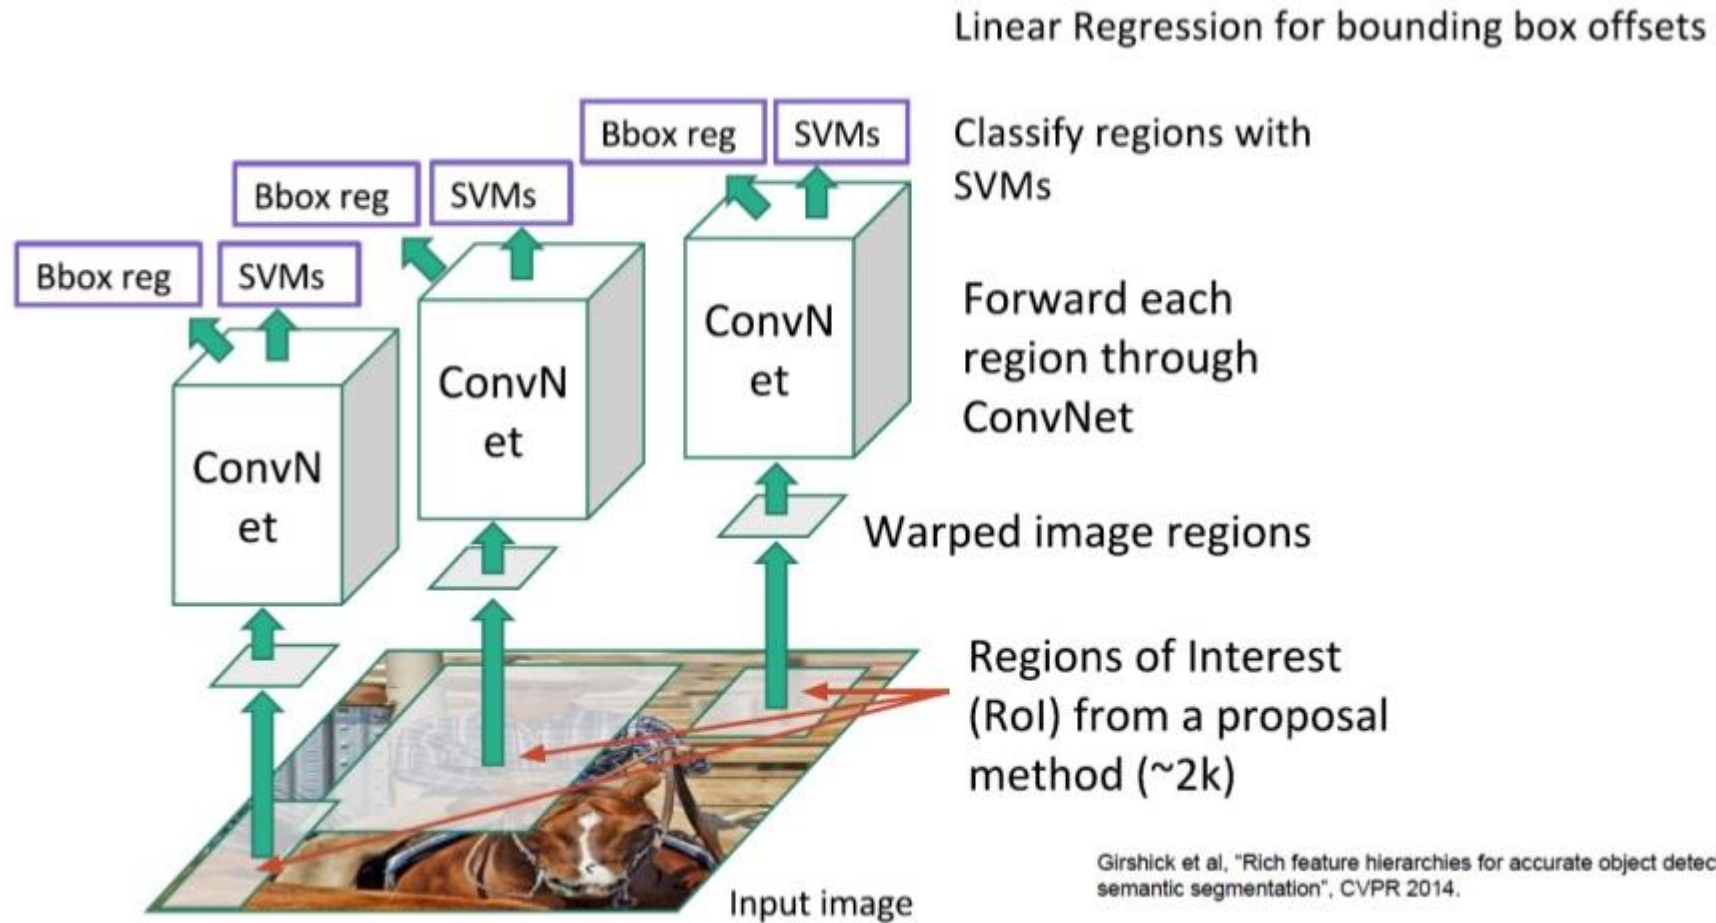 Linear Regression for bounding box offsets
Bbox reg
SVMs
Classify regions with
SVMs
Bbox reg
SVMs
Bbox reg
SVMs
Forward each
region through
ConvNet
ConvN
et
ConvN
et
ConvN
et
Warped image regions
Regions of Interest
(RoI) from a proposal
method (~2k)
Input image
Girshick et al, "Rich feature hierarchies for accurate object detec
semantic segmentation", CVPR 2014.